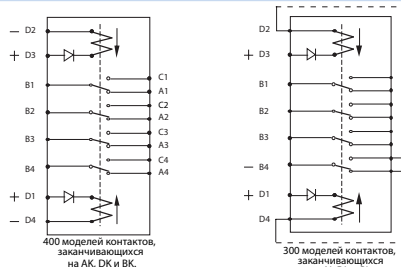 − D2
+ D3
B1
B2
B3
B4
+ D1
− D4
C1
A1
C2
A2
C3
A3
C4
A4
400 моделей контактов,
заканчивающихся
на AK, DK и BK.
D2
+ D3
B1
B2
B3
− B4
+ D1
D4
300 моделей контактов,
заканчивающихся